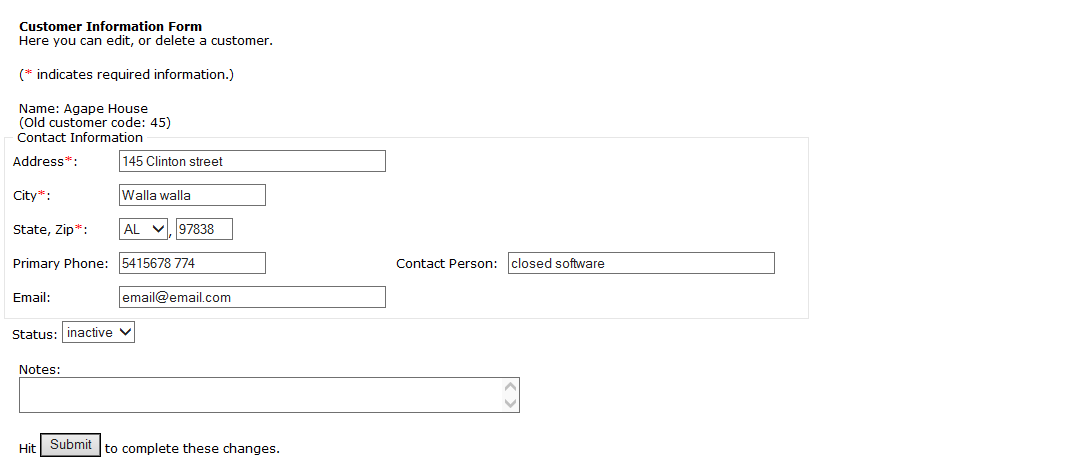 Customer Information Form
Here you can edit, or delete a customer.
(* indicates required information.)
Name: Agape House
(Old customer code: 45)
Contact Information
Address*: 145 Clinton street
City*: Walla walla
State, Zip*: AL , 97838
Primary Phone: 5415678 774 Contact Person: closed software
Email: email@email.com
Status: inactive
Notes:
Hit Submit to complete these changes.